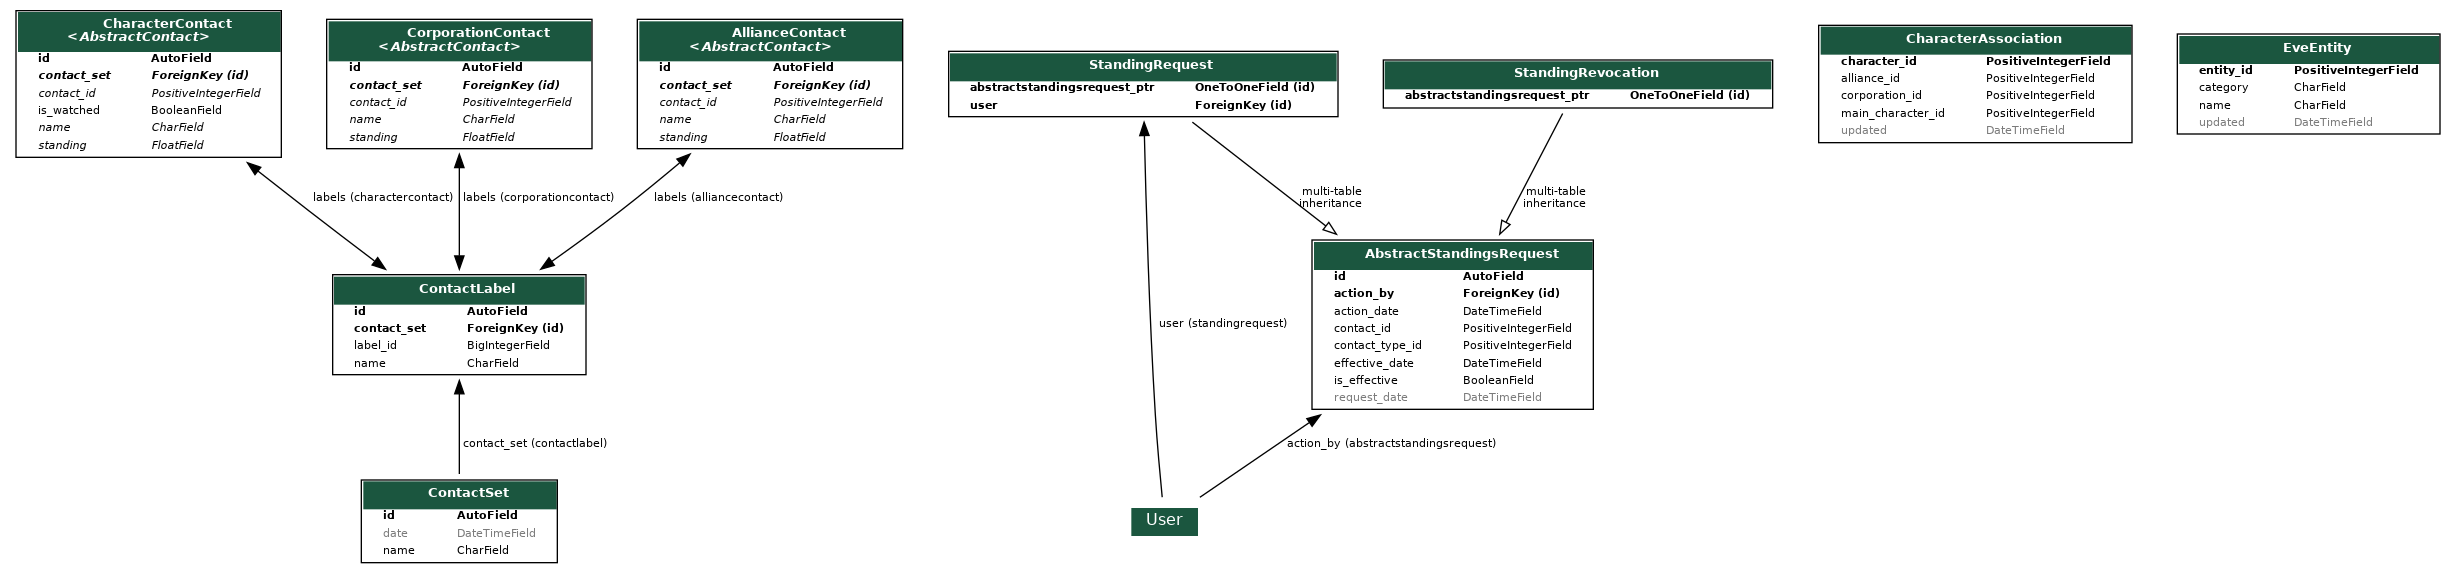 CharacterContact
<AbstractContact>
id AutoField
contact_set ForeignKey (id)
contact_id PositiveIntegerField
is_watched BooleanField
name CharField
standing FloatField
CorporationContact
<AbstractContact>
id AutoField
contact_set ForeignKey (id)
contact_id PositiveIntegerField
name CharField
standing FloatField
AllianceContact
<AbstractContact>
id AutoField
contact_set ForeignKey (id)
contact_id PositiveIntegerField
name CharField
standing FloatField
StandingRequest
abstractstandingsrequest_ptr OneToOneField (id)
user ForeignKey (id)
StandingRevocation
abstractstandingsrequest_ptr OneToOneField (id)
CharacterAssociation
character_id PositiveIntegerField
alliance_id PositiveIntegerField
corporation_id PositiveIntegerField
main_character_id PositiveIntegerField
updated DateTimeField
EveEntity
entity_id PositiveIntegerField
category CharField
name CharField
updated DateTimeField
labels (charactercontact)
labels (corporationcontact)
labels (alliancecontact)
multi-table
inheritance
multi-table
inheritance
ContactLabel
id AutoField
contact_set ForeignKey (id)
label_id BigIntegerField
name CharField
user (standingrequest)
AbstractStandingsRequest
id AutoField
action_by ForeignKey (id)
action_date DateTimeField
contact_id PositiveIntegerField
contact_type_id PositiveIntegerField
effective_date DateTimeField
is_effective BooleanField
request_date DateTimeField
contact_set (contactlabel)
action_by (abstractstandingsrequest)
ContactSet
id AutoField
date DateTimeField
name CharField
User